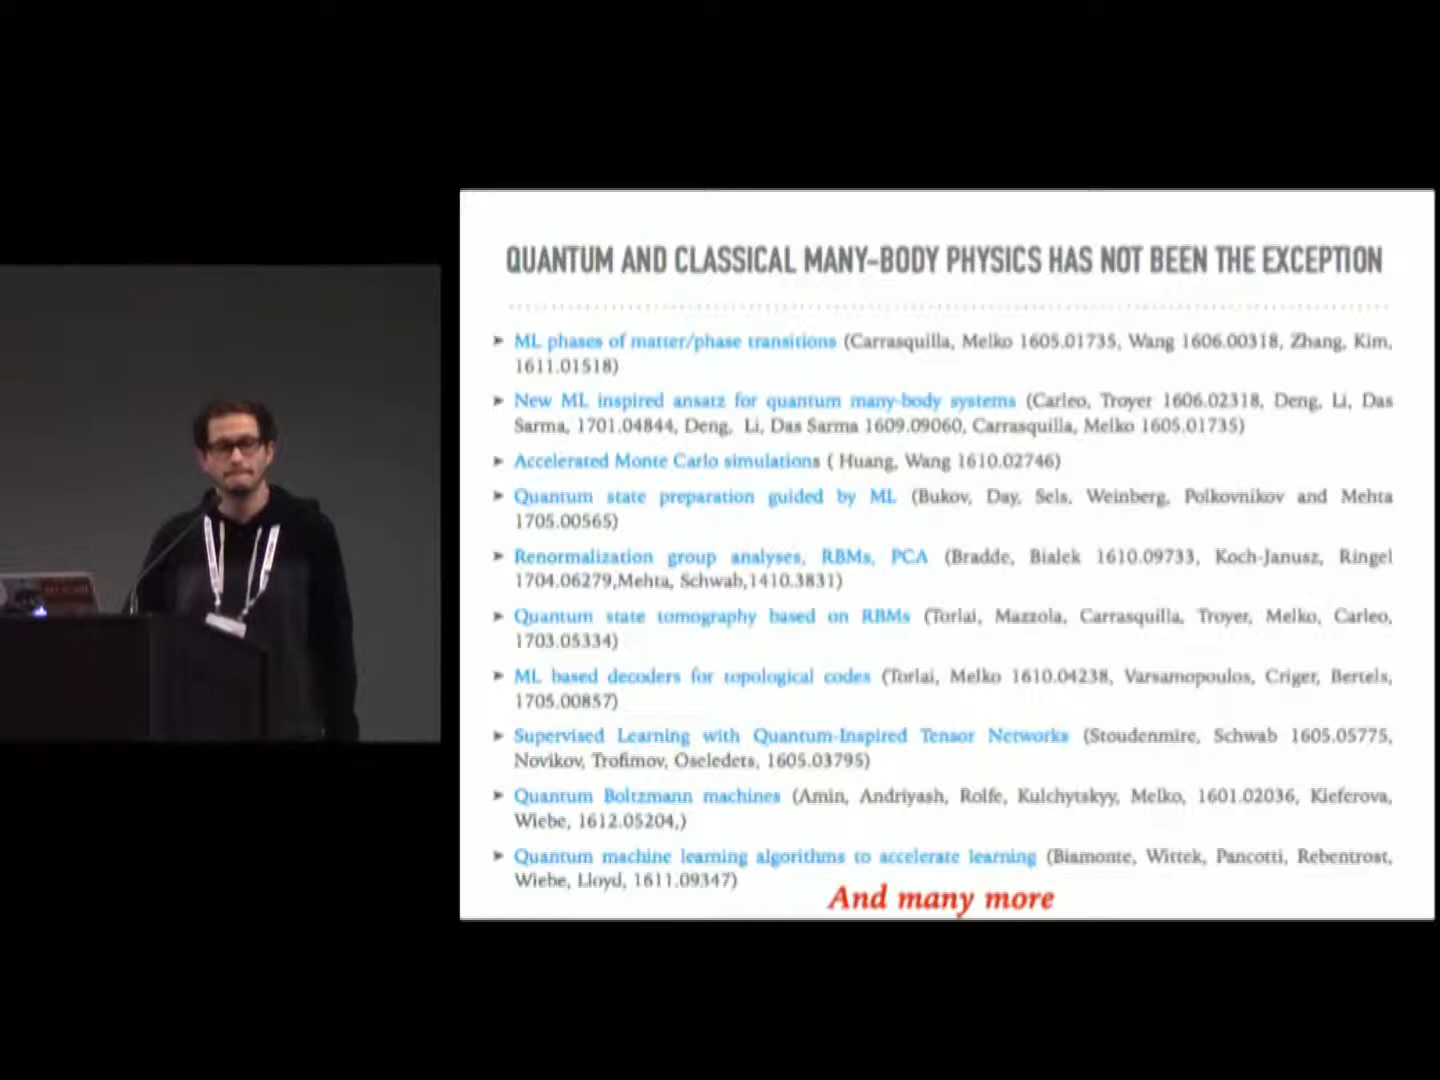 QUANTUM AND CLASSICAL MANY-BODY PHYSICS HAS NOT BEEN THE EXCEPTION
➤ ML phases of matter/phase transitions (Carrasquilla, Melko 1605.01735, Wang 1606.00318, Zhang, Kim,
1611.01518)
➤ New ML inspired ansatz for quantum many-body systems (Carleo, Troyer 1606.02318, Deng, Li, Das
Sarma, 1701.04844, Deng, Li, Das Sarma 1609.09060, Carrasquilla, Melko 1605.01735)
➤ Accelerated Monte Carlo simulations ( Huang, Wang 1610.02746)
➤ Quantum state preparation guided by ML (Bukov, Day, Sels, Weinberg, Polkovnikov and Mehta
1705.00565)
➤ Renormalization group analyses, RBMs, PCA (Bradde, Bialek 1610.09733, Koch-Janusz, Ringel
1704.06279,Mehta, Schwab,1410.3831)
➤ Quantum state tomography based on RBMs (Torlai, Mazzola, Carrasquilla, Troyer, Melko, Carleo,
1703.05334)
➤ ML based decoders for topological codes (Torlai, Melko 1610.04238, Varsamopoulos, Criger, Bertels,
1705.00857)
➤ Supervised Learning with Quantum-Inspired Tensor Networks (Stoudenmire, Schwab 1605.05775,
Novikov, Trofimov, Oseledets, 1605.03795)
➤ Quantum Boltzmann machines (Amin, Andriyash, Rolfe, Kulchytskyy, Melko, 1601.02036, Kieferova,
Wiebe, 1612.05204,)
➤ Quantum machine learning algorithms to accelerate learning (Biamonte, Wittek, Pancotti, Rebentrost,
Wiebe, Lloyd, 1611.09347)
And many more